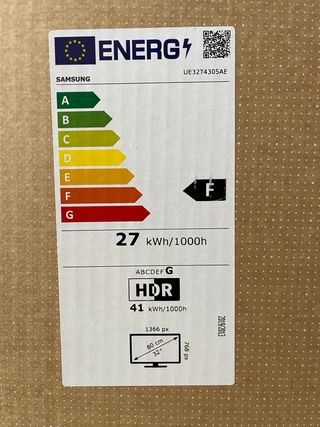 ENERG
SAMSUNG
UE32T4305AE
A
B
C
D
E
F
G
F
27 kWh/1000h
ABCDEFG
HDR
41 kWh/1000h
1366 px
80 cm
32"
768 px
2019/2013